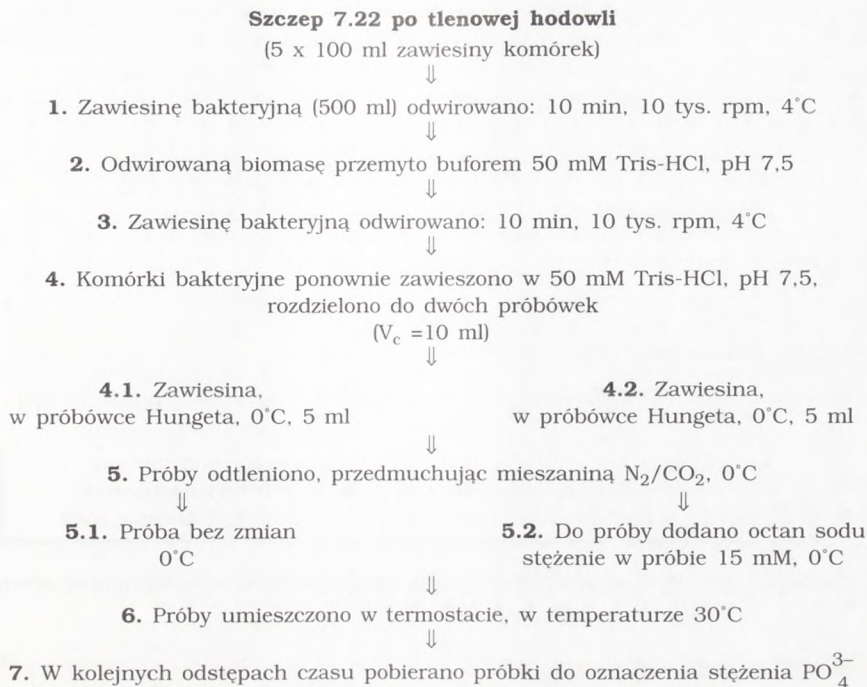 Szczep 7.22 po tlenowej hodowli
(5 x 100 ml zawiesiny komórek)
⇓
1. Zawiesinę bakteryjną (500 ml) odwirowano: 10 min, 10 tys. rpm, 4°C
⇓
2. Odwirowaną biomasę przemyto buforem 50 mM Tris-HCl, pH 7,5
⇓
3. Zawiesinę bakteryjną odwirowano: 10 min, 10 tys. rpm, 4°C
⇓
4. Komórki bakteryjne ponownie zawieszono w 50 mM Tris-HCl, pH 7,5,
rozdzielono do dwóch próbówek
(V_c =10 ml)
⇓
4.1. Zawiesina, 4.2. Zawiesina,
w próbówce Hungeta, 0°C, 5 ml w próbówce Hungeta, 0°C, 5 ml
⇓
5. Próby odtleniono, przedmuchując mieszaniną N₂/CO₂, 0°C
⇓ ⇓
5.1. Próba bez zmian 5.2. Do próby dodano octan sodu
0°C stężenie w próbie 15 mM, 0°C
⇓
6. Próby umieszczono w termostacie, w temperaturze 30°C
⇓
7. W kolejnych odstępach czasu pobierano próbki do oznaczenia stężenia PO₄³⁻